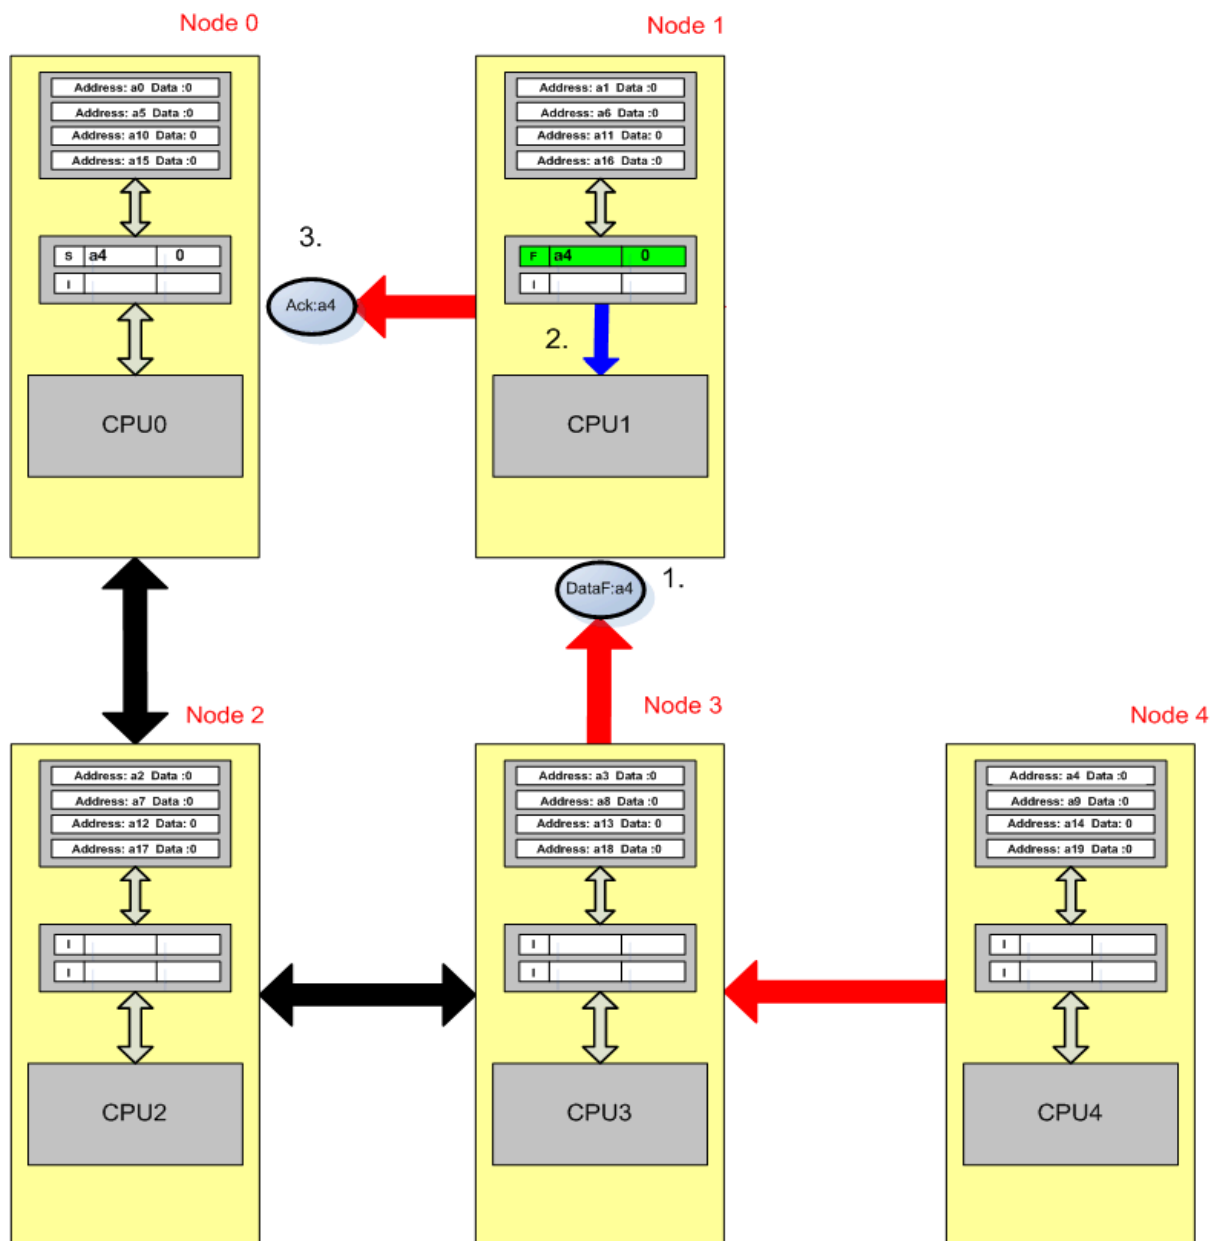 Node 0
Node 1
Address: a0 Data :0
Address: a5 Data :0
Address: a10 Data: 0
Address: a15 Data :0
Address: a1 Data :0
Address: a6 Data :0
Address: a11 Data: 0
Address: a16 Data :0
S a4 0
I
3.
Ack:a4
F a4 0
I
2.
CPU0
CPU1
DataF:a4
1.
Node 2
Node 3
Node 4
Address: a2 Data :0
Address: a7 Data :0
Address: a12 Data: 0
Address: a17 Data :0
Address: a3 Data :0
Address: a8 Data :0
Address: a13 Data: 0
Address: a18 Data :0
Address: a4 Data :0
Address: a9 Data :0
Address: a14 Data: 0
Address: a19 Data :0
I
I
I
I
I
I
CPU2
CPU3
CPU4